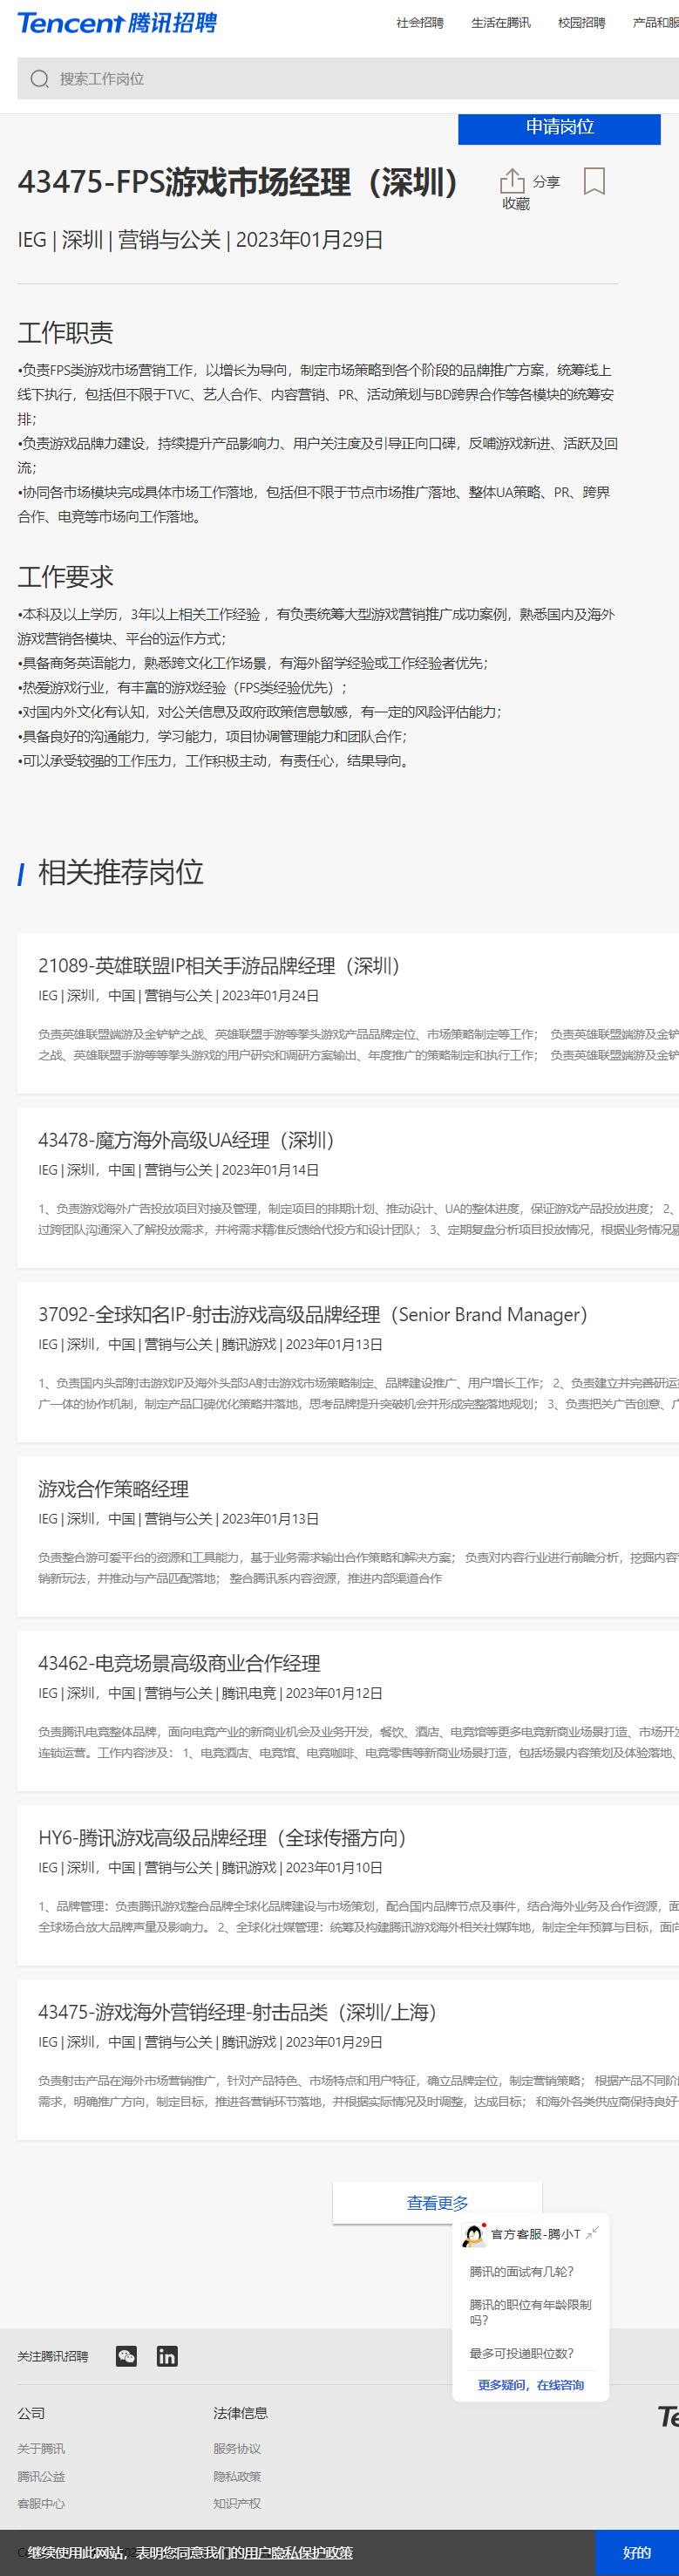 Tencent 腾讯招聘
社会招聘 生活在腾讯 校园招聘 产品和服
搜索工作岗位
申请岗位
43475-FPS游戏市场经理（深圳）
分享
收藏
IEG | 深圳 | 营销与公关 | 2023年01月29日
工作职责
•负责FPS类游戏市场营销工作，以增长为导向，制定市场策略到各个阶段的品牌推广方案，统筹线上
线下执行，包括但不限于TVC、艺人合作、内容营销、PR、活动策划与BD跨界合作等各模块的统筹安
排；
•负责游戏品牌力建设，持续提升产品影响力、用户关注度及引导正向口碑，反哺游戏新进、活跃及回
流；
•协同各市场模块完成具体市场工作落地，包括但不限于节点市场推广落地、整体UA策略、PR、跨界
合作、电竞等市场向工作落地。
工作要求
•本科及以上学历，3年以上相关工作经验 ，有负责统筹大型游戏营销推广成功案例，熟悉国内及海外
游戏营销各模块、平台的运作方式；
•具备商务英语能力，熟悉跨文化工作场景，有海外留学经验或工作经验者优先；
•热爱游戏行业，有丰富的游戏经验（FPS类经验优先）；
•对国内外文化有认知，对公关信息及政府政策信息敏感，有一定的风险评估能力；
•具备良好的沟通能力，学习能力，项目协调管理能力和团队合作；
•可以承受较强的工作压力，工作积极主动，有责任心，结果导向。
相关推荐岗位
21089-英雄联盟IP相关手游品牌经理（深圳）
IEG | 深圳，中国 | 营销与公关 | 2023年01月24日
负责英雄联盟端游及金铲铲之战、英雄联盟手游等拳头游戏产品品牌定位、市场策略制定等工作； 负责英雄联盟端游及金铲
之战、英雄联盟手游等等拳头游戏的用户研究和调研方案输出、年度推广的策略制定和执行工作； 负责英雄联盟端游及金铲
43478-魔方海外高级UA经理（深圳）
IEG | 深圳，中国 | 营销与公关 | 2023年01月14日
1、负责游戏海外广告投放项目对接及管理，制定项目的排期计划、推动设计、UA的整体进度，保证游戏产品投放进度； 2、
过跨团队沟通深入了解投放需求，并将需求精准反馈给代投方和设计团队； 3、定期复盘分析项目投放情况，根据业务情况
37092-全球知名IP-射击游戏高级品牌经理（Senior Brand Manager）
IEG | 深圳，中国 | 营销与公关 | 腾讯游戏 | 2023年01月13日
1、负责国内头部射击游戏IP及海外头部3A射击游戏市场策略制定、品牌建设推广、用户增长工作； 2、负责建立并完善研运
广一体的协作机制，制定产品口碑优化策略并落地，思考品牌提升突破机会并形成完整落地规划； 3、负责把关广告创意、
游戏合作策略经理
IEG | 深圳，中国 | 营销与公关 | 2023年01月13日
负责整合游可爱平台的资源和工具能力，基于业务需求输出合作策略和解决方案； 负责对内容行业进行前瞻分析，挖掘内容
销新玩法，并推动与产品匹配落地； 整合腾讯系内容资源，推进内部渠道合作
43462-电竞场景高级商业合作经理
IEG | 深圳，中国 | 营销与公关 | 腾讯电竞 | 2023年01月12日
负责腾讯电竞整体品牌，面向电竞产业的新商业机会及业务开发，餐饮、酒店、电竞馆等更多电竞新商业场景打造、市场开发
连锁运营。工作内容涉及： 1、电竞酒店、电竞馆、电竞咖啡、电竞零售等新商业场景打造，包括场景内容策划及体验落地、
HY6-腾讯游戏高级品牌经理（全球传播方向）
IEG | 深圳，中国 | 营销与公关 | 腾讯游戏 | 2023年01月10日
1、品牌管理：负责腾讯游戏整合品牌全球化品牌建设与市场策划，配合国内品牌节点及事件，结合海外业务及合作资源，面
全球场合放大品牌声量及影响力。 2、全球化社媒管理：统筹及构建腾讯游戏海外相关社媒阵地，制定全年预算与目标，面向
43475-游戏海外营销经理-射击品类（深圳/上海）
IEG | 深圳，中国 | 营销与公关 | 腾讯游戏 | 2023年01月29日
负责射击产品在海外市场营销推广，针对产品特色、市场特点和用户特征，确立品牌定位，制定营销策略； 根据产品不同阶
需求，明确推广方向，制定目标，推进各营销环节落地，并根据实际情况及时调整，达成目标； 和海外各类供应商保持良好
查看更多
官方客服-腾小T
腾讯的面试有几轮？
腾讯的职位有年龄限制
吗？
最多可投递职位数？
更多疑问，在线咨询
关注腾讯招聘
公司 法律信息
关于腾讯 服务协议
腾讯公益 隐私政策
客服中心 知识产权
继续使用此网站，表明您同意我们的用户隐私保护政策
好的